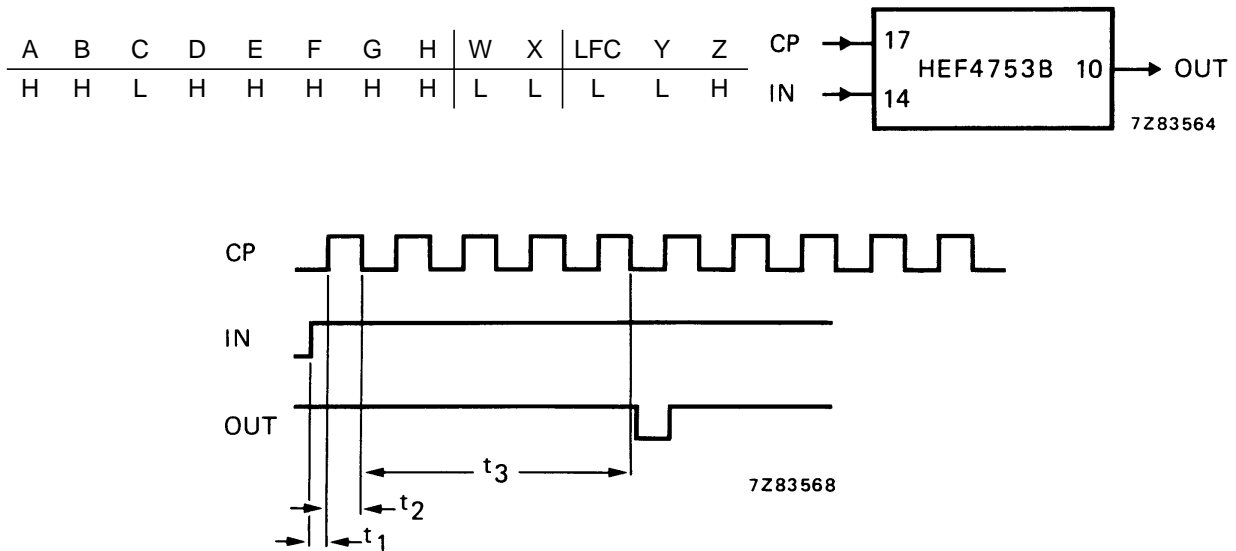 A B C D E F G H W X LFC Y Z
H H L H H H H H L L L L H
CP 17
HEF4753B 10 OUT
IN 14
7Z83564
CP
IN
OUT
t3
7Z83568
t2
t1